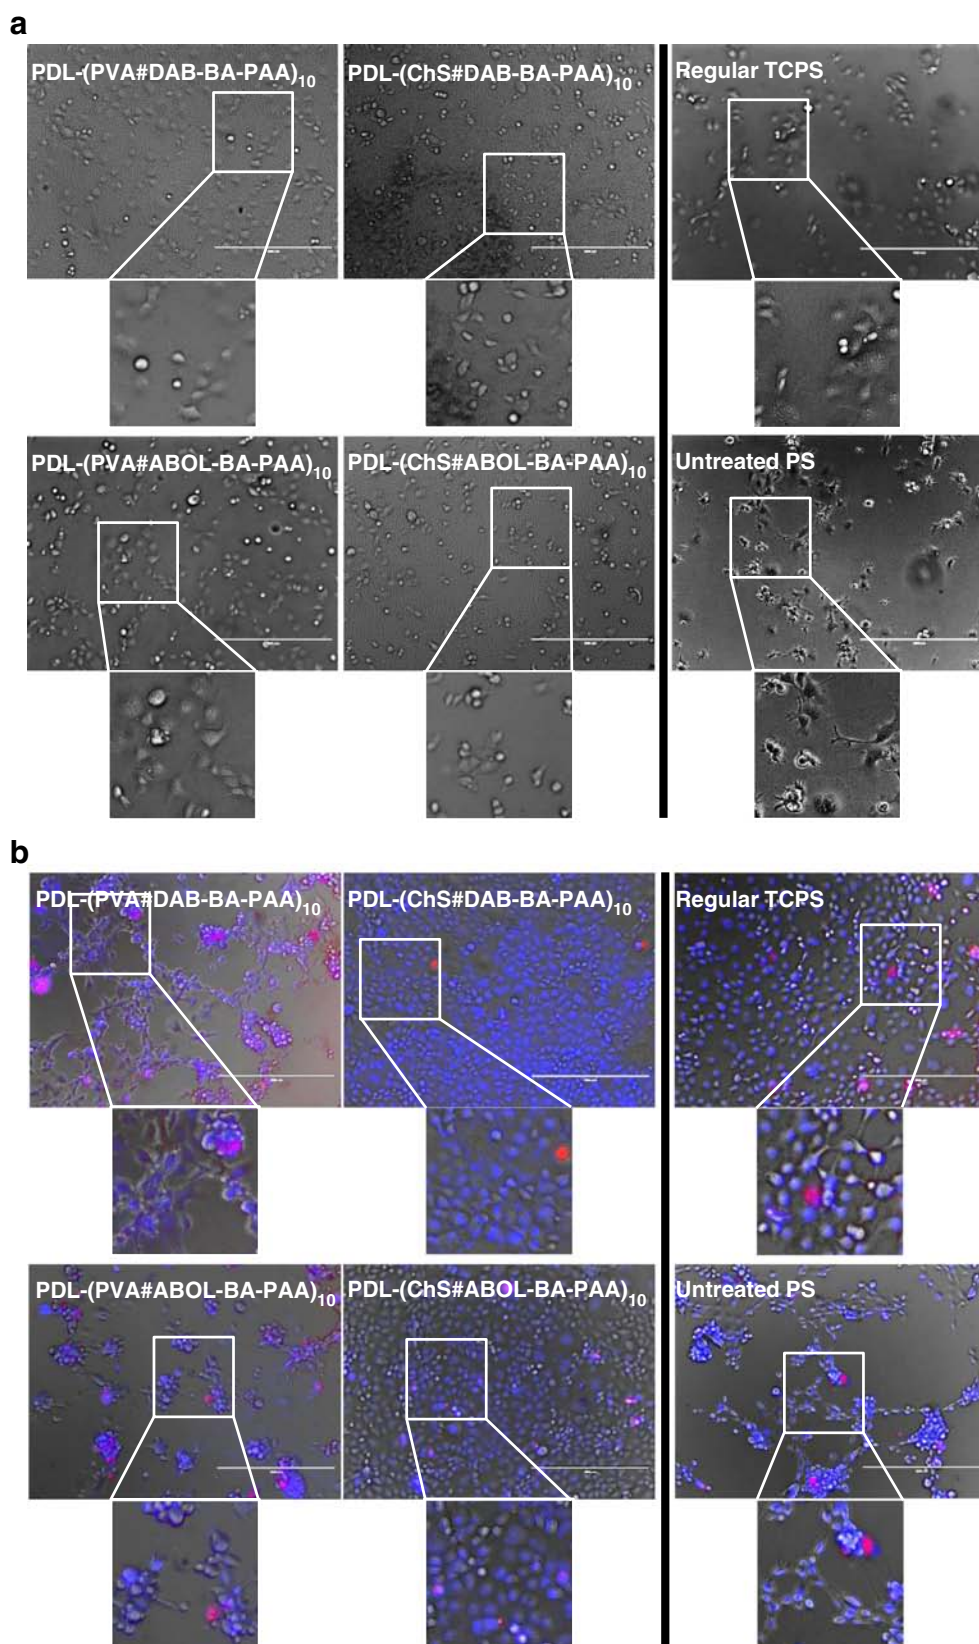 a
PDL-(PVA#DAB-BA-PAA)10
PDL-(ChS#DAB-BA-PAA)10
Regular TCPS
PDL-(PVA#ABOL-BA-PAA)10
PDL-(ChS#ABOL-BA-PAA)10
Untreated PS
b
PDL-(PVA#DAB-BA-PAA)10
PDL-(ChS#DAB-BA-PAA)10
Regular TCPS
PDL-(PVA#ABOL-BA-PAA)10
PDL-(ChS#ABOL-BA-PAA)10
Untreated PS